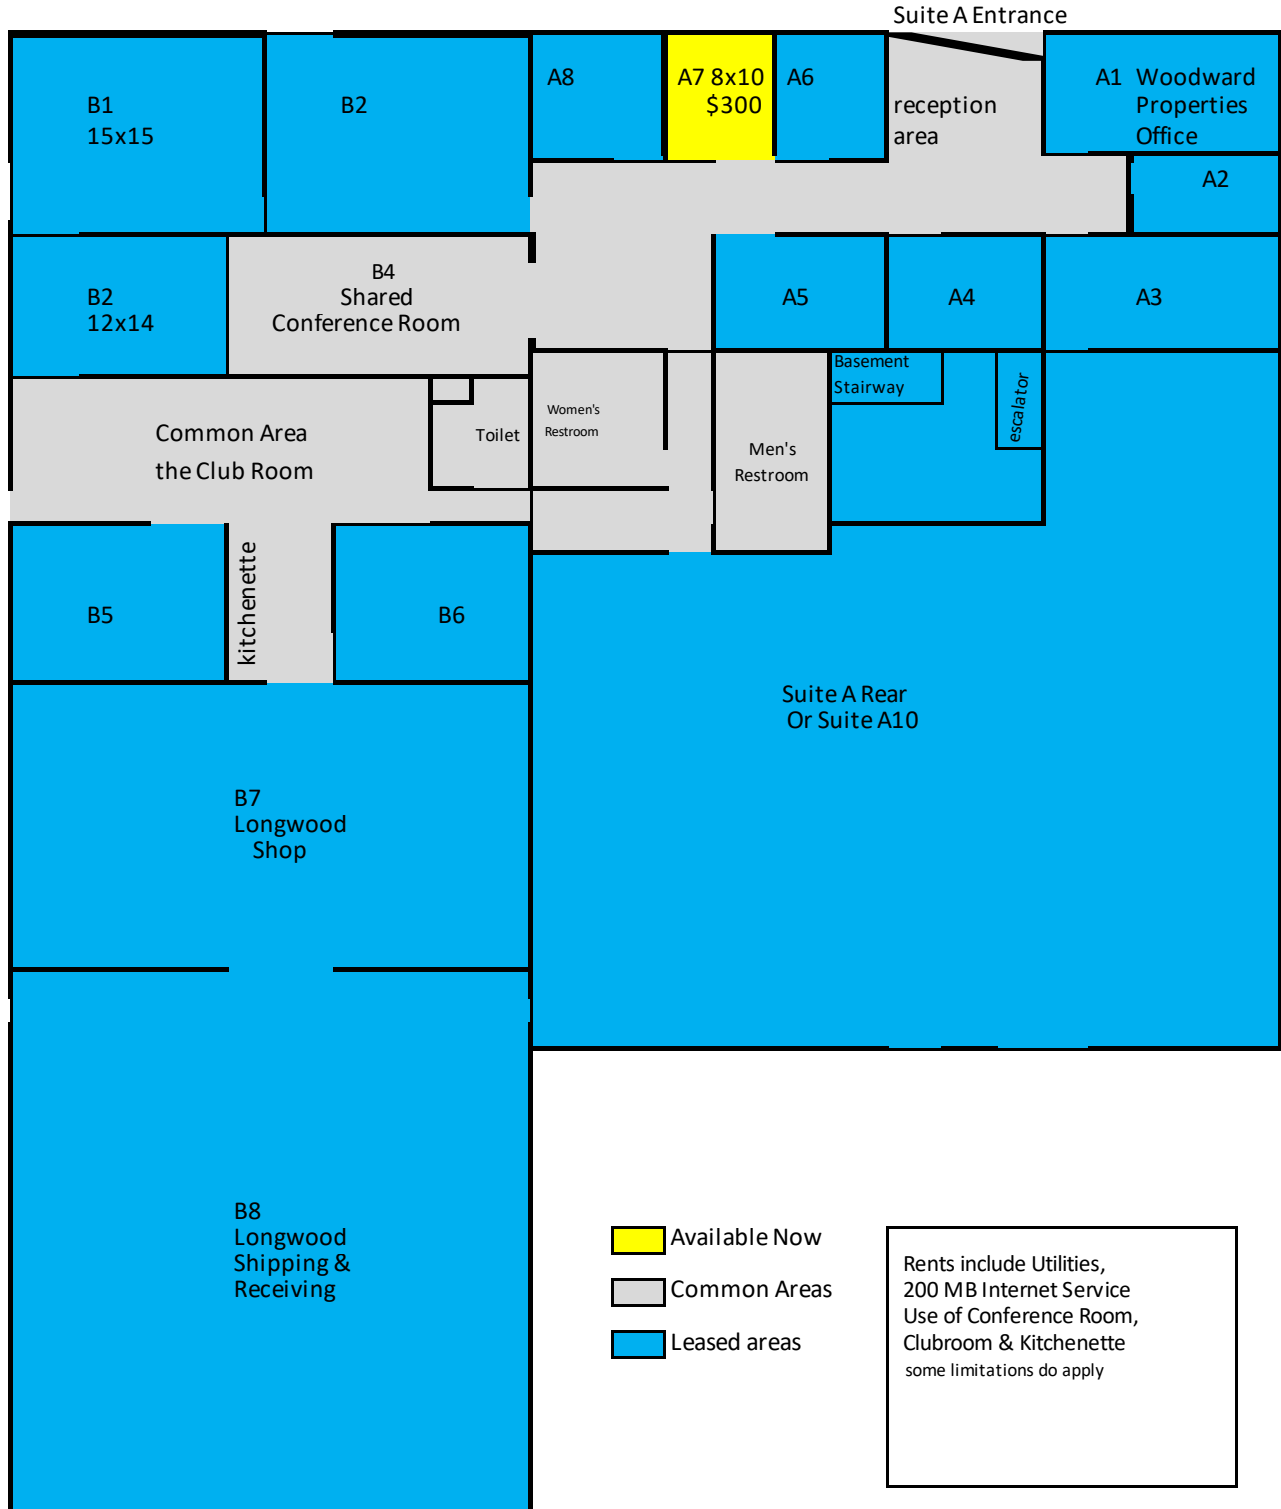 Suite A Entrance
B1
15x15
B2
A8
A7 8x10
$300
A6
reception
area
A1 Woodward
Properties
Office
A2
B2
12x14
B4
Shared
Conference Room
A5
A4
A3
Basement
Stairway
escalator
Common Area
the Club Room
Toilet
Women's
Restroom
Men's
Restroom
B5
kitchenette
B6
Suite A Rear
Or Suite A10
B7
Longwood
Shop
B8
Longwood
Shipping &
Receiving
Available Now
Common Areas
Leased areas
Rents include Utilities,
200 MB Internet Service
Use of Conference Room,
Clubroom & Kitchenette
some limitations do apply